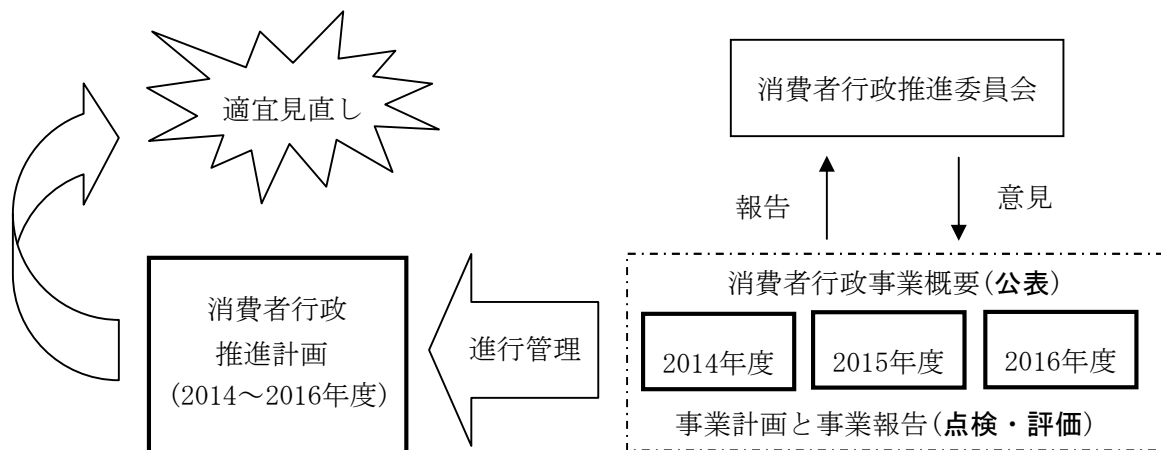 適宜見直し
消費者行政推進委員会
報告
意見
消費者行政
推進計画
(2014～2016年度)
進行管理
消費者行政事業概要(公表)
2014年度
2015年度
2016年度
事業計画と事業報告(点検・評価)